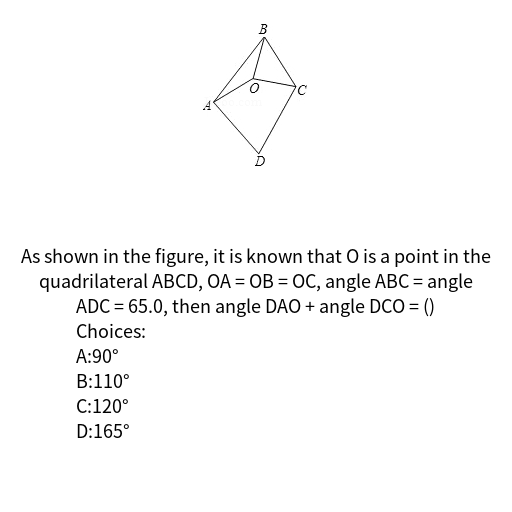 B
O
C
A
D
As shown in the figure, it is known that O is a point in the
quadrilateral ABCD, OA = OB = OC, angle ABC = angle
ADC = 65.0, then angle DAO + angle DCO = ()
Choices:
A:90°
B:110°
C:120°
D:165°